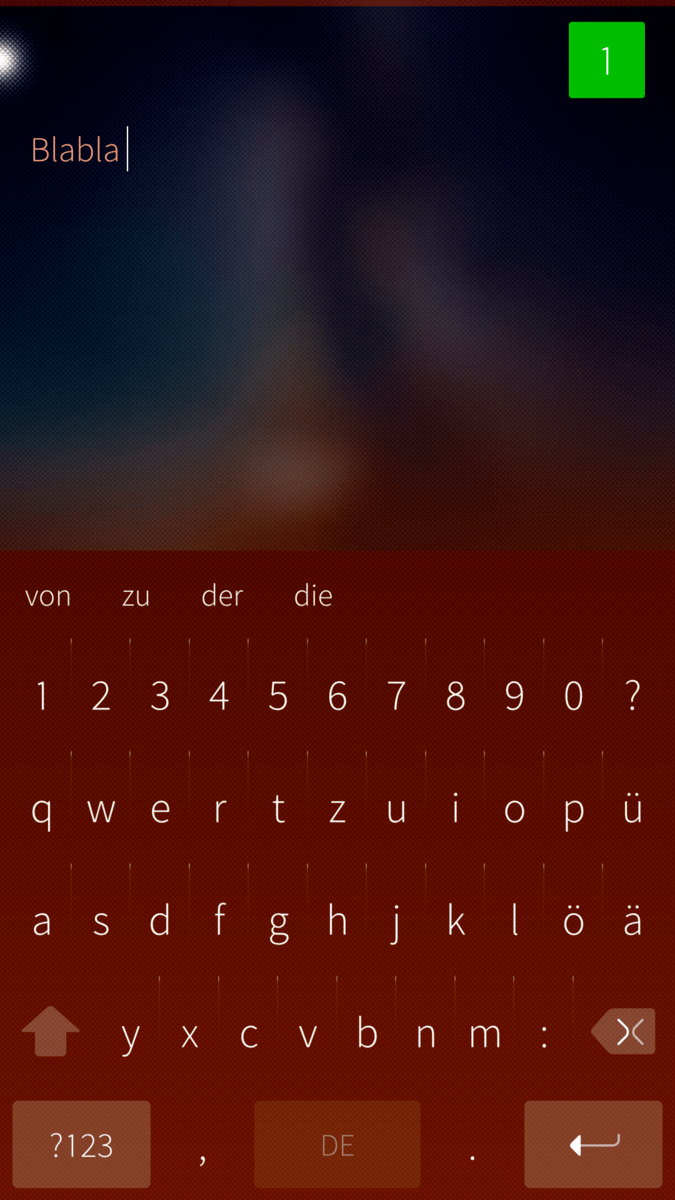 1
Blabla
von zu der die
1 2 3 4 5 6 7 8 9 0 ?
q w e r t z u i o p ü
a s d f g h j k l ö ä
y x c v b n m :
?123 , DE .